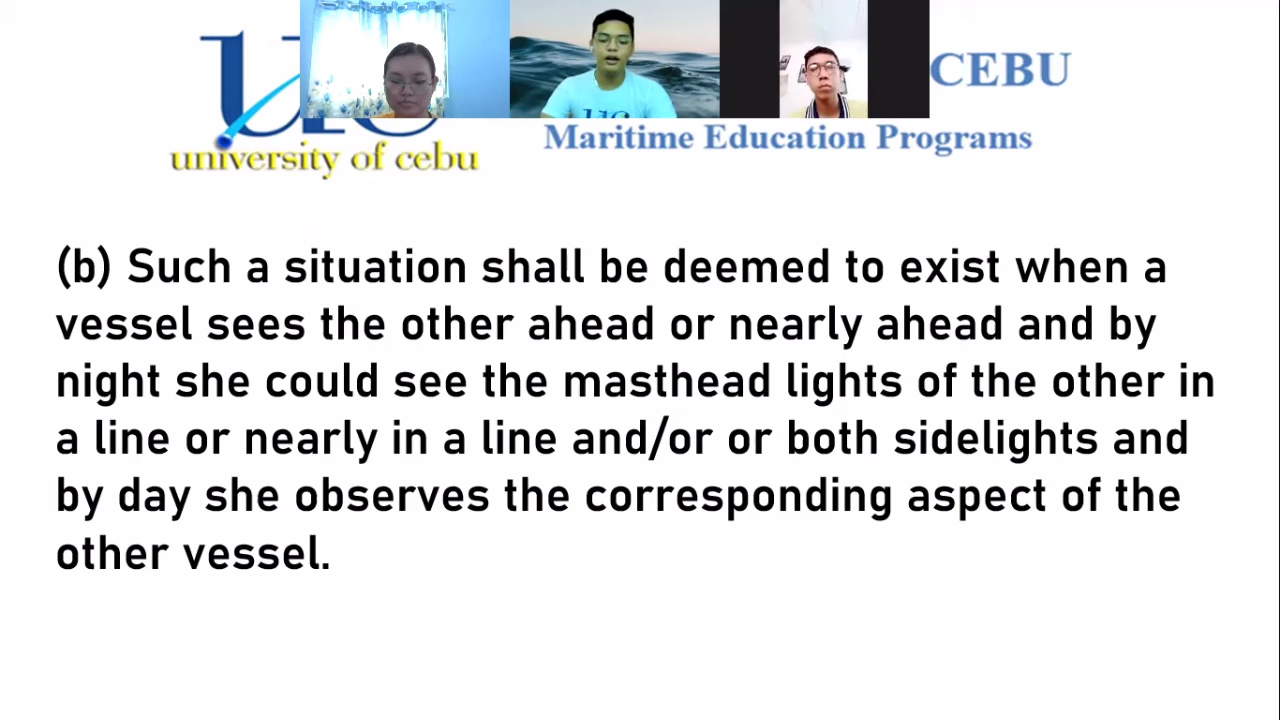 CEBU
Maritime Education Programs
university of cebu
(b) Such a situation shall be deemed to exist when a
vessel sees the other ahead or nearly ahead and by
night she could see the masthead lights of the other in
a line or nearly in a line and/or or both sidelights and
by day she observes the corresponding aspect of the
other vessel.